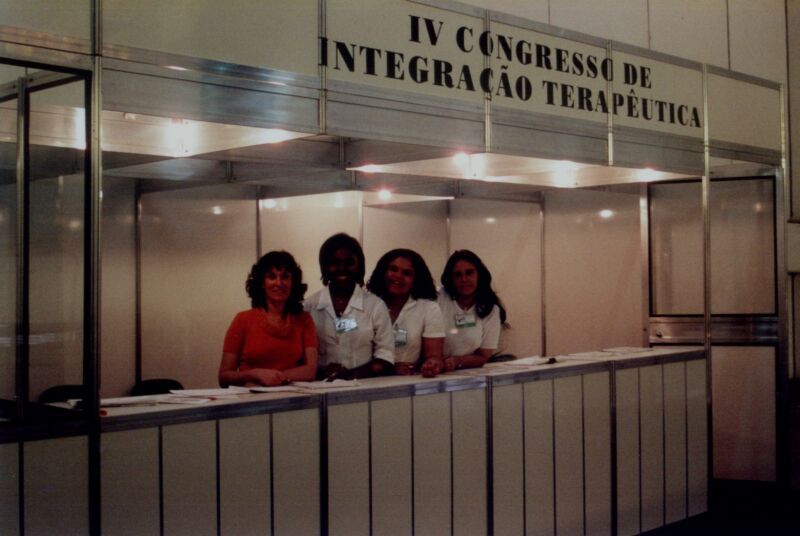 IV CONGRESSO DE
INTEGRAÇÃO TERAPÊUTICA